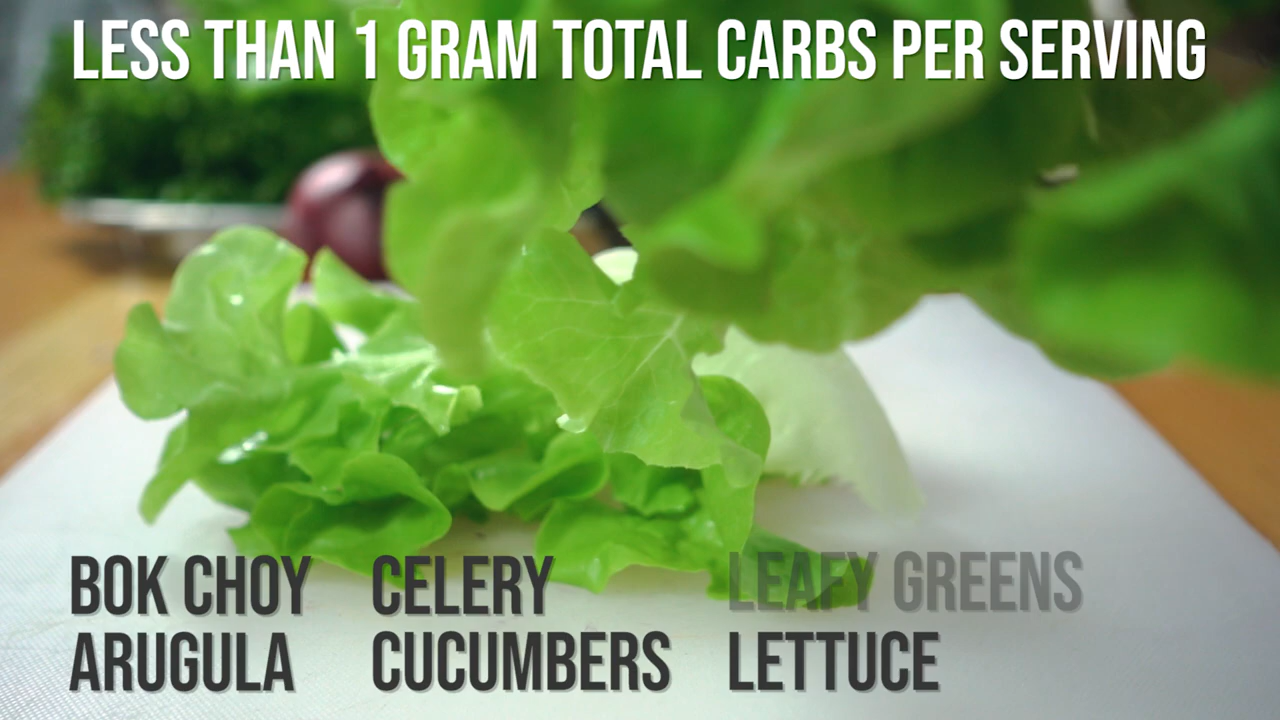 LESS THAN 1 GRAM TOTAL CARBS PER SERVING
BOK CHOY CELERY LEAFY GREENS
ARUGULA CUCUMBERS LETTUCE